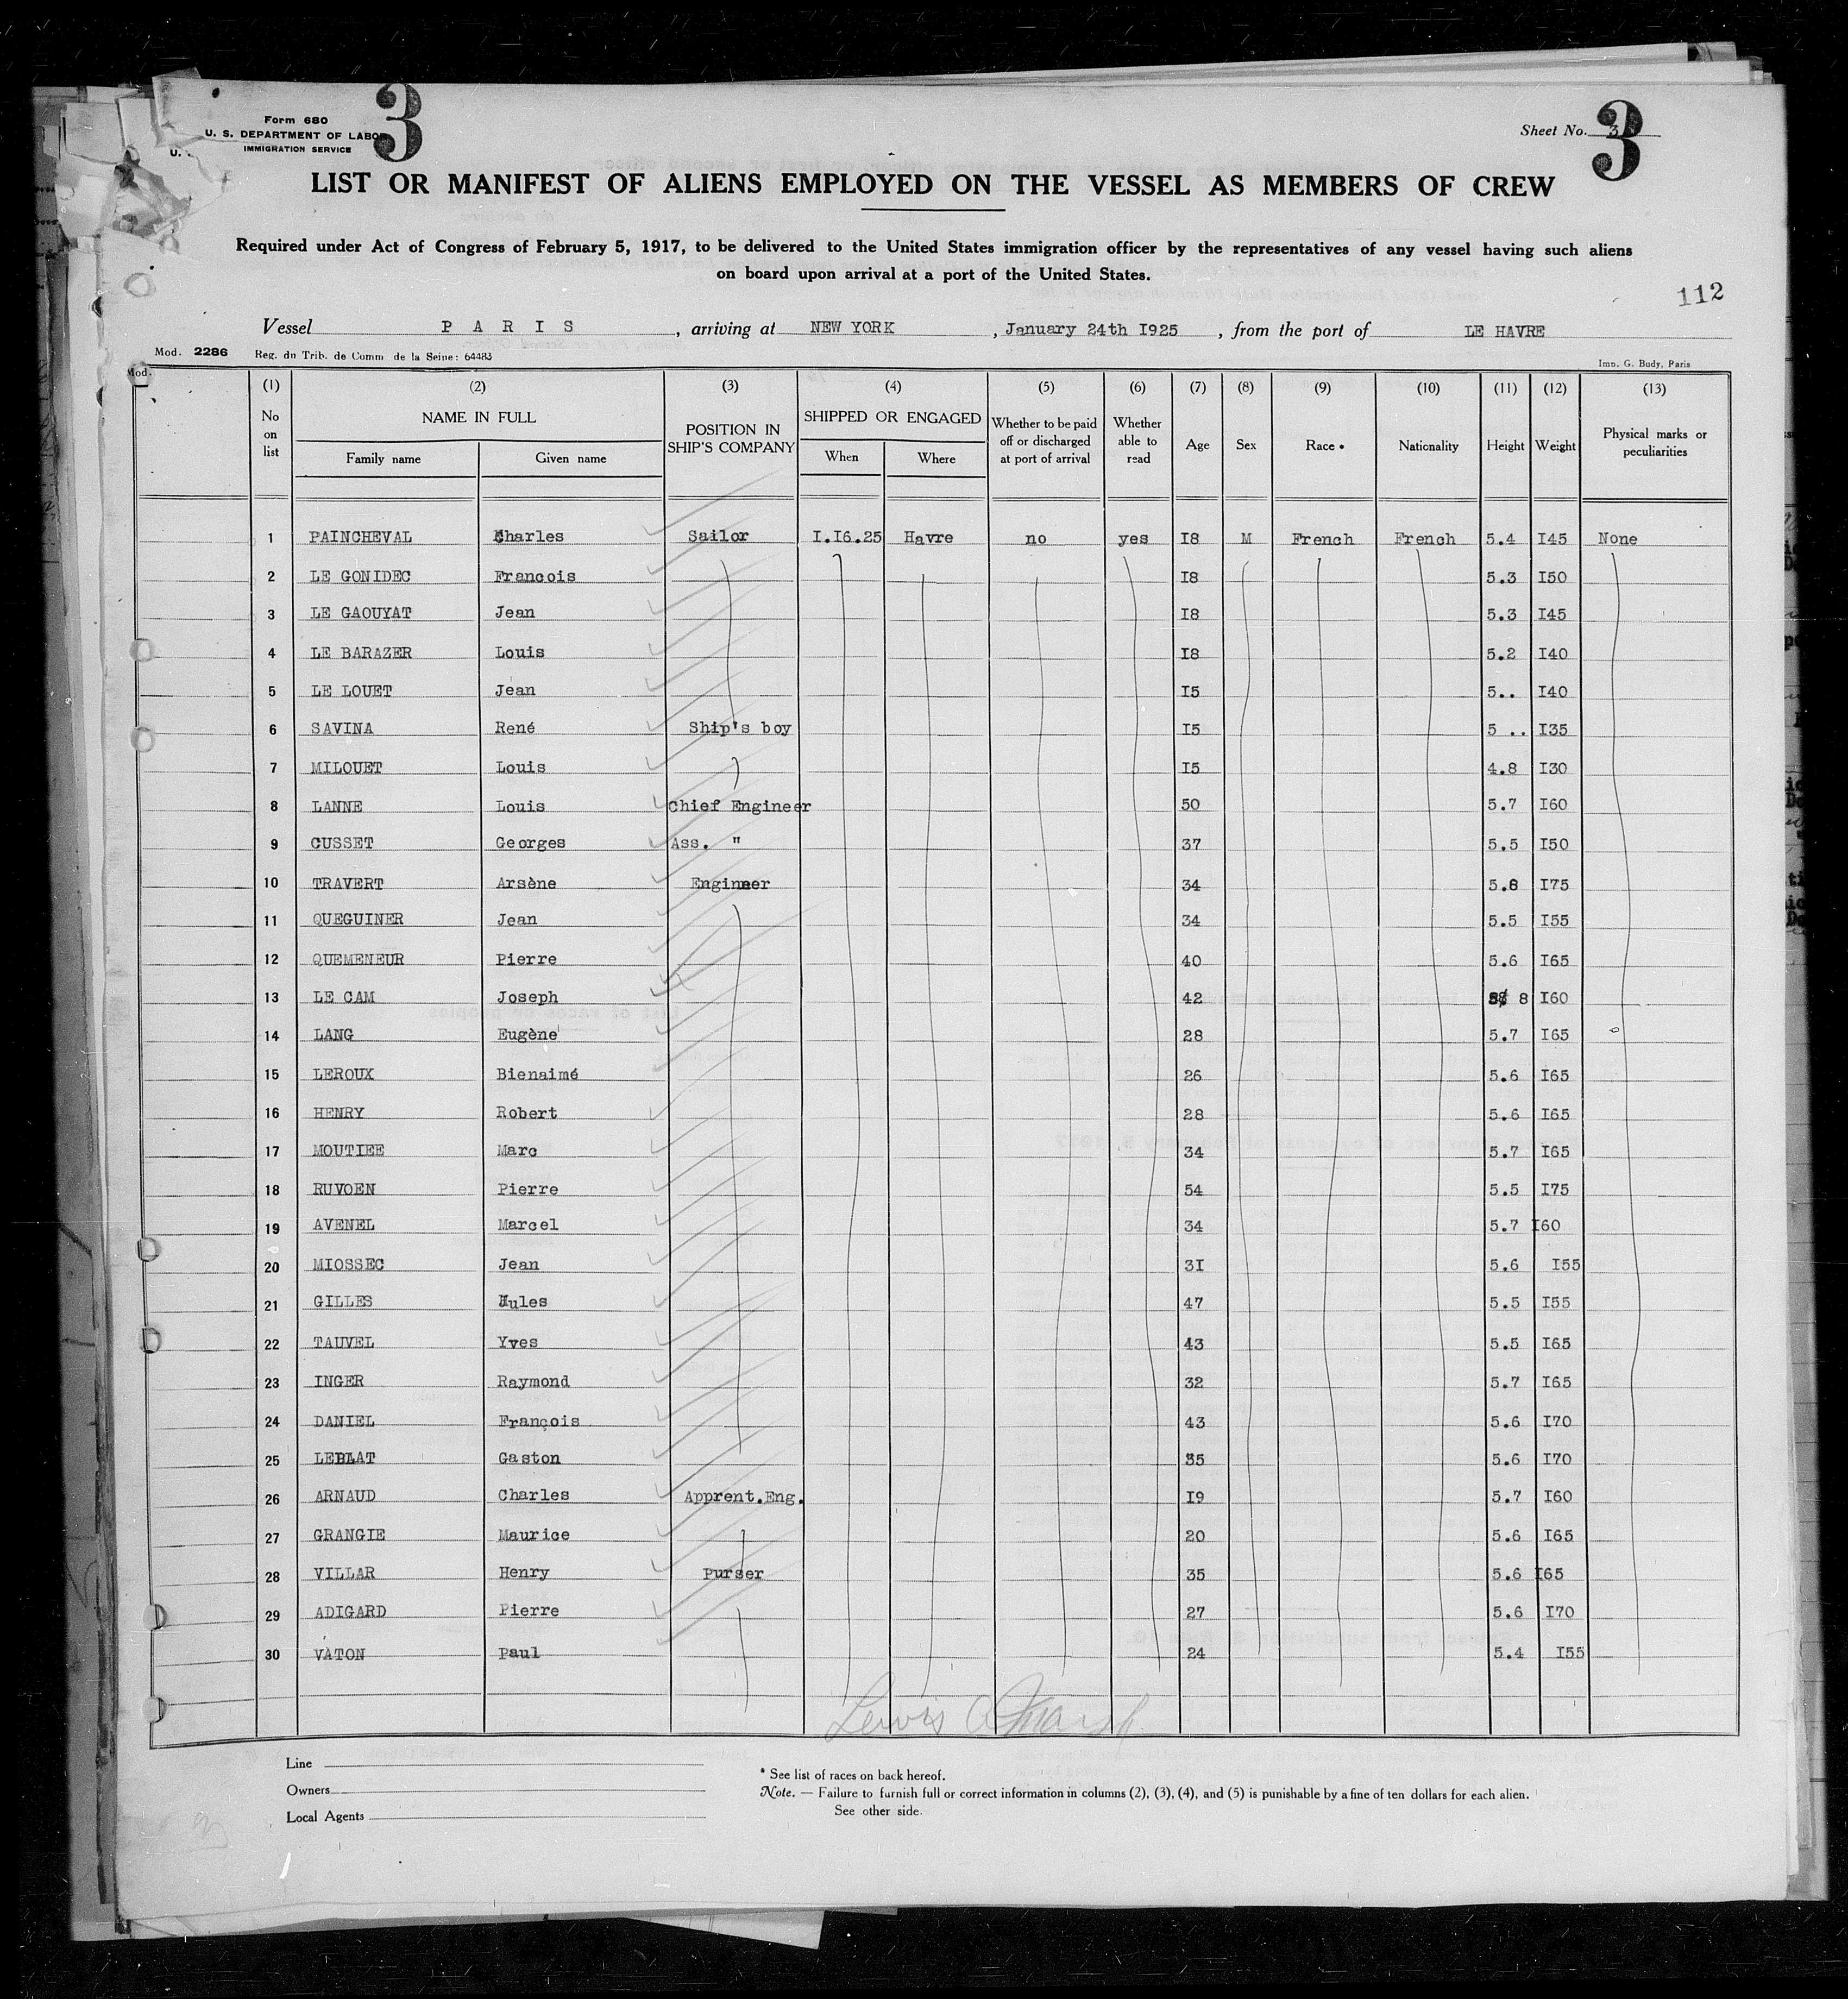 3
Form 680
U. S. DEPARTMENT OF LABOR
IMMIGRATION SERVICE
Sheet No. 3
3
LIST OR MANIFEST OF ALIENS EMPLOYED ON THE VESSEL AS MEMBERS OF CREW
Required under Act of Congress of February 5, 1917, to be delivered to the United States immigration officer by the representatives of any vessel having such aliens
on board upon arrival at a port of the United States.
112
Vessel PARIS, arriving at NEW YORK, January 24th I925, from the port of LE HAVRE
Mod. 2286 Reg. du Trib. de Comm de la Seine: 64483 Imp. G. Budy, Paris
Mod.
(1) (2) (3) (4) (5) (6) (7) (8) (9) (10) (11) (12) (13)
No on list NAME IN FULL Family name Given name POSITION IN SHIP'S COMPANY SHIPPED OR ENGAGED When Where Whether to be paid off or discharged at port of arrival Whether able to read Age Sex Race * Nationality Height Weight Physical marks or peculiarities
1 PAINCHEVAL Charles Sailor I.I6.25 Havre no yes I8 M French French 5.4 I45 None
2 LE GONIDEC Francois I8 5.3 I50
3 LE GAOUYAT Jean I8 5.3 I45
4 LE BARAZER Louis I8 5.2 I40
5 LE LOUET Jean I5 5.. I40
6 SAVINA René Ship's boy I5 5 .. I35
7 MILOUET Louis I5 4.8 I30
8 LANNE Louis Chief Engineer 50 5.7 I60
9 CUSSET Georges Ass. " 37 5.5 I50
10 TRAVERT Arsène Engineer 34 5.8 I75
11 QUEGUINER Jean 34 5.5 I55
12 QUEMENEUR Pierre 40 5.6 I65
13 LE CAM Joseph 42 8 I60
14 LANG Eugène 28 5.7 I65
15 LEROUX Bienaimé 26 5.6 I65
16 HENRY Robert 28 5.6 I65
17 MOUTIEE Marc 34 5.7 I65
18 RUVOEN Pierre 54 5.5 I75
19 AVENEL Marcel 34 5.7 I60
20 MIOSSEC Jean 3I 5.6 I55
21 GILLES Jules 47 5.5 I55
22 TAUVEL Yves 43 5.5 I65
23 INGER Raymond 32 5.7 I65
24 DANIEL François 43 5.6 I70
25 LEBLAT Gaston 35 5.6 I70
26 ARNAUD Charles Apprent.Eng. I9 5.7 I60
27 GRANGIE Maurice 20 5.6 I65
28 VILLAR Henry Purser 35 5.6 I65
29 ADIGARD Pierre 27 5.6 I70
30 VATON Paul 24 5.4 I55
Lewis
Line
Owners
Local Agents
* See list of races on back hereof.
Note. — Failure to furnish full or correct information in columns (2), (3), (4), and (5) is punishable by a fine of ten dollars for each alien.
See other side.